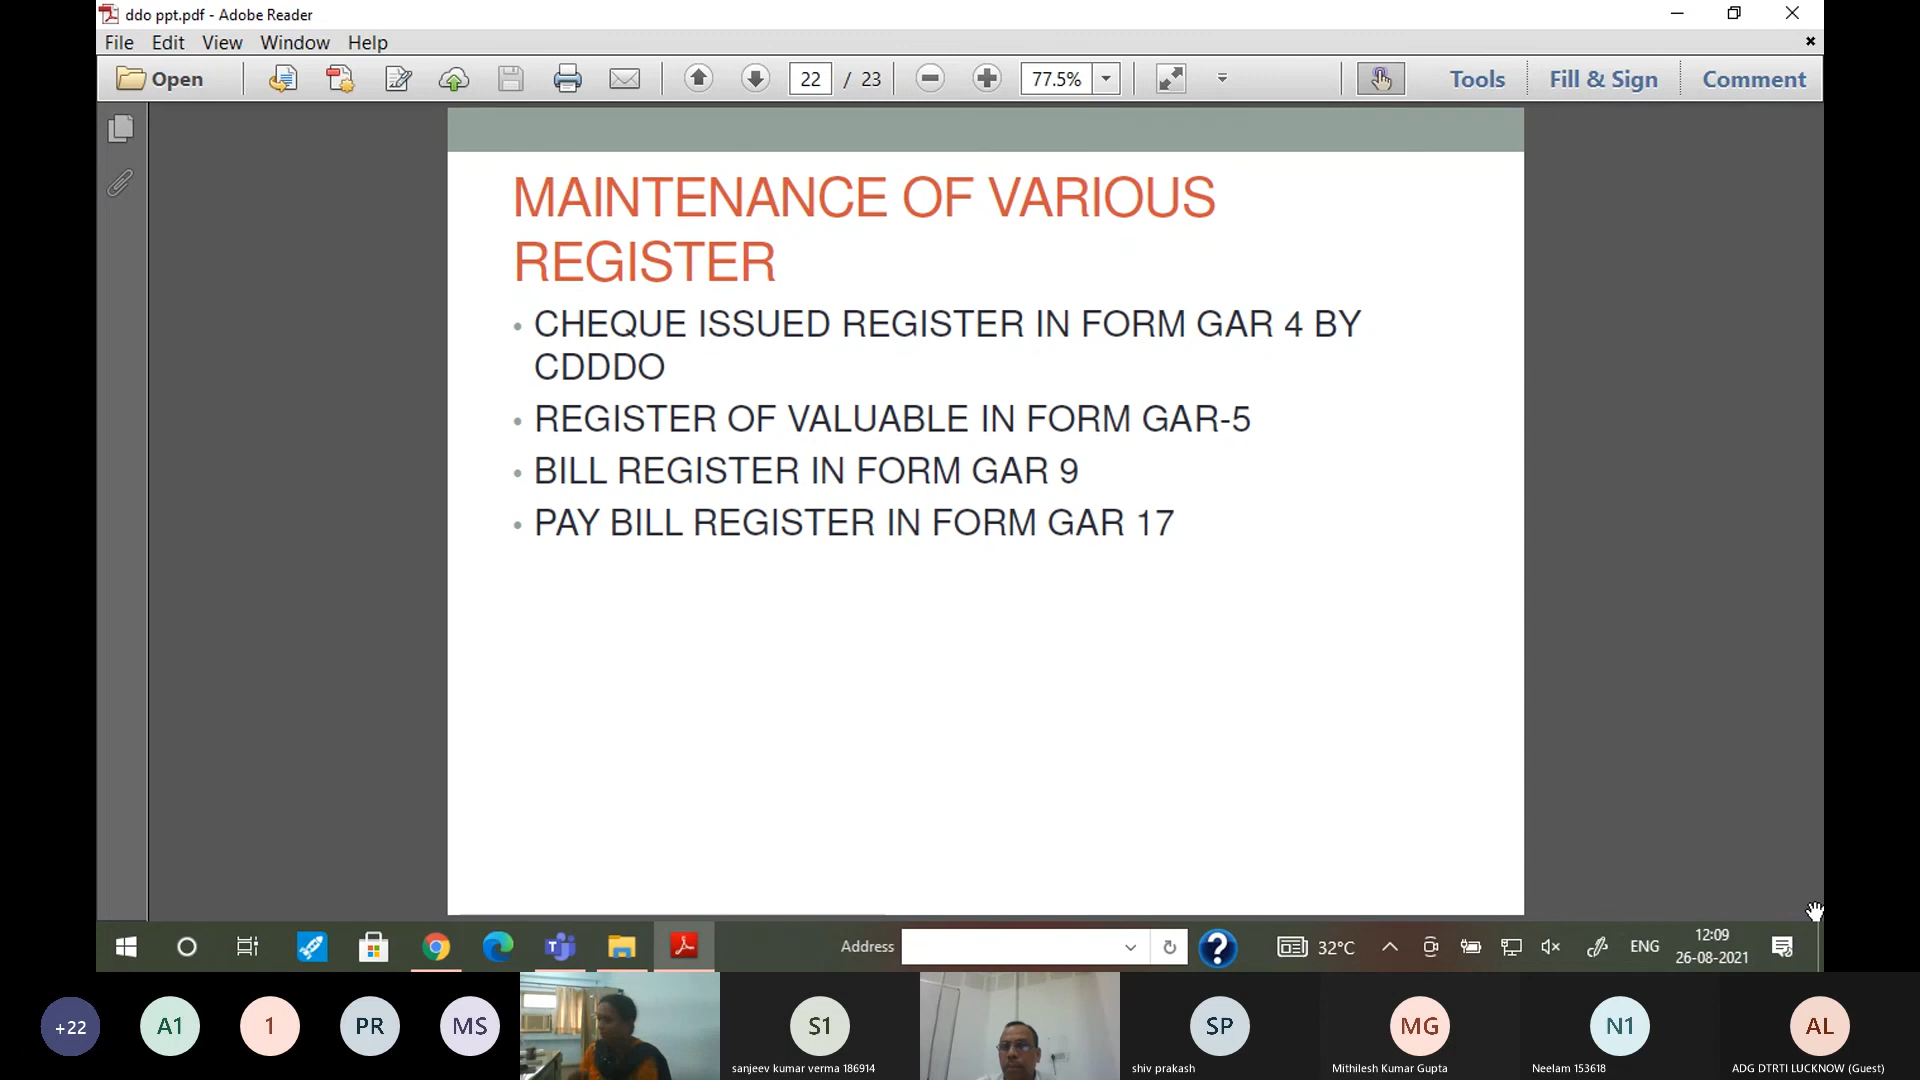 ddo ppt.pdf - Adobe Reader
File Edit View Window Help
Open 22 / 23 77.5% Tools Fill & Sign Comment
MAINTENANCE OF VARIOUS
REGISTER
• CHEQUE ISSUED REGISTER IN FORM GAR 4 BY
CDDDO
• REGISTER OF VALUABLE IN FORM GAR-5
• BILL REGISTER IN FORM GAR 9
• PAY BILL REGISTER IN FORM GAR 17
Address 32°C ENG 12:09
26-08-2021
+22 A1 1 PR MS S1 SP MG N1 AL
sanjeev kumar verma 186914 shiv prakash Mithilesh Kumar Gupta Neelam 153618 ADG DTRTI LUCKNOW (Guest)